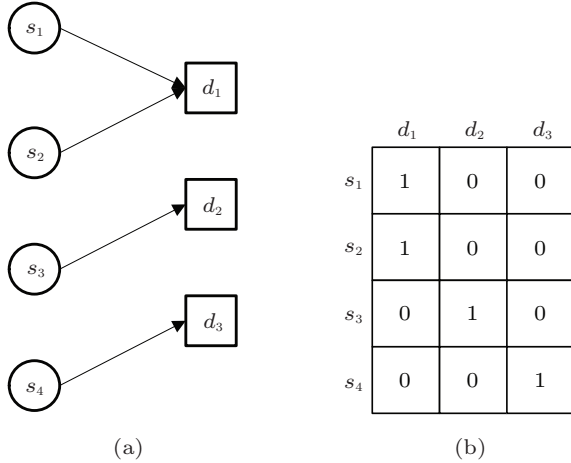 s₁
d₁
s₂
d₂
s₃
d₃
s₄
(a)
d₁ d₂ d₃
s₁ 1 0 0
s₂ 1 0 0
s₃ 0 1 0
s₄ 0 0 1
(b)